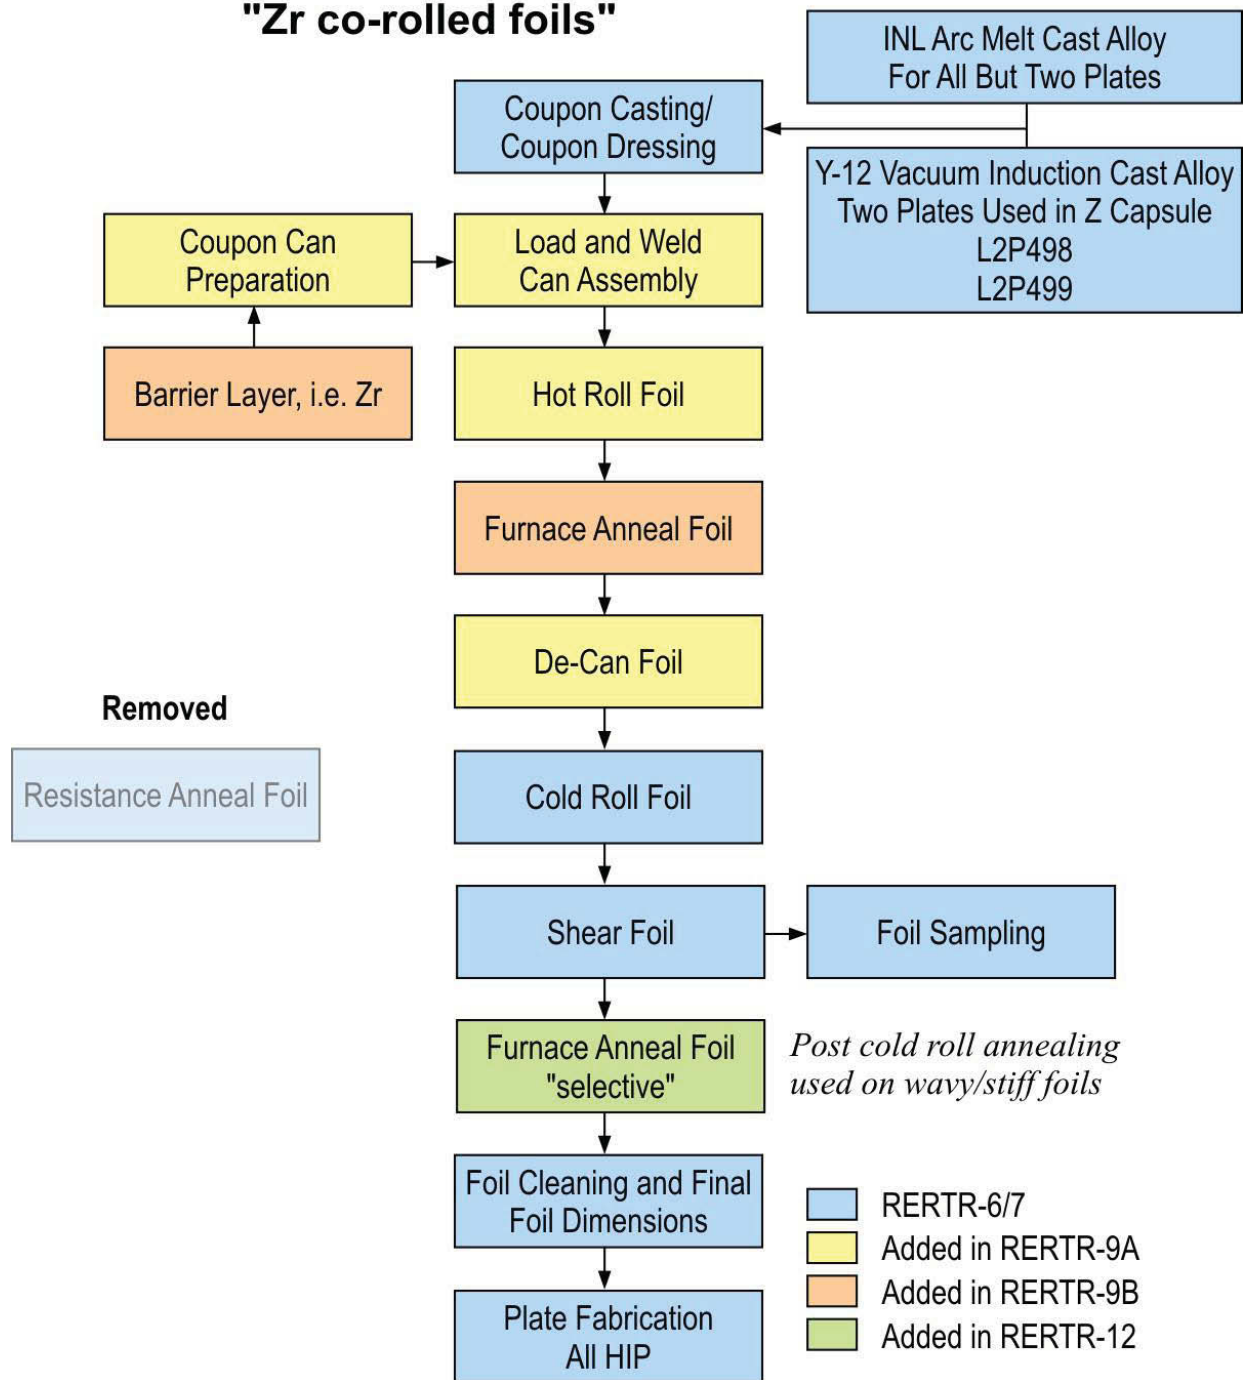 "Zr co-rolled foils"
INL Arc Melt Cast Alloy
For All But Two Plates
Coupon Casting/
Coupon Dressing
Y-12 Vacuum Induction Cast Alloy
Two Plates Used in Z Capsule
L2P498
L2P499
Coupon Can
Preparation
Load and Weld
Can Assembly
Barrier Layer, i.e. Zr
Hot Roll Foil
Furnace Anneal Foil
De-Can Foil
Removed
Resistance Anneal Foil
Cold Roll Foil
Shear Foil
Foil Sampling
Furnace Anneal Foil
"selective"
Post cold roll annealing
used on wavy/stiff foils
Foil Cleaning and Final
Foil Dimensions
Plate Fabrication
All HIP
RERTR-6/7
Added in RERTR-9A
Added in RERTR-9B
Added in RERTR-12